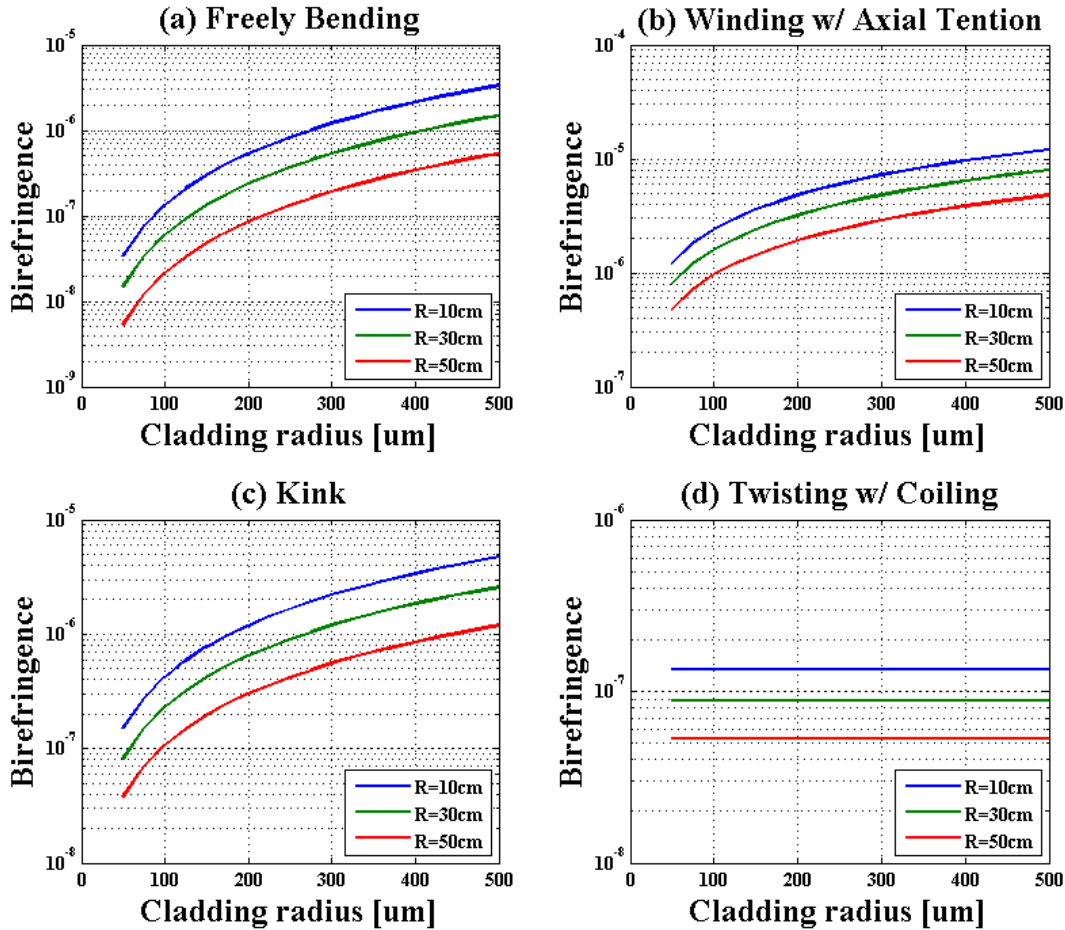 (a) Freely Bending
Birefringence
10^-5
10^-6
10^-7
10^-8
10^-9
R=10cm
R=30cm
R=50cm
0 100 200 300 400 500
Cladding radius [um]
(b) Winding w/ Axial Tention
Birefringence
10^-4
10^-5
10^-6
10^-7
R=10cm
R=30cm
R=50cm
0 100 200 300 400 500
Cladding radius [um]
(c) Kink
Birefringence
10^-5
10^-6
10^-7
10^-8
R=10cm
R=30cm
R=50cm
0 100 200 300 400 500
Cladding radius [um]
(d) Twisting w/ Coiling
Birefringence
10^-6
10^-7
10^-8
R=10cm
R=30cm
R=50cm
0 100 200 300 400 500
Cladding radius [um]